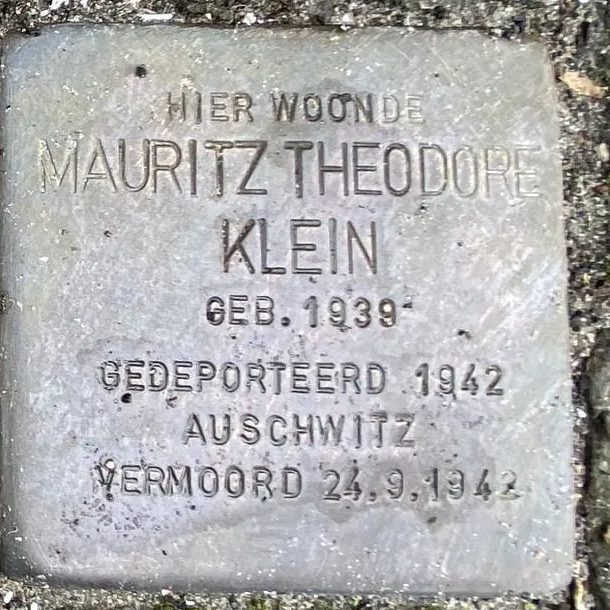 HIER WOONDE
MAURITZ THEODORE
KLEIN
GEB. 1939
GEDEPORTEERD 1942
AUSCHWITZ
VERMOORD 24.9.1942